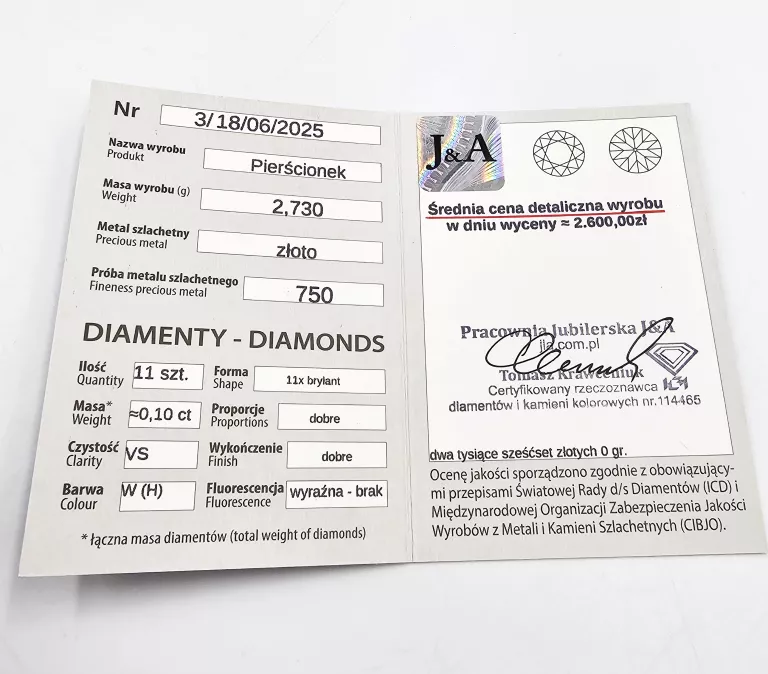 Nr 3/18/06/2025
Nazwa wyrobu
Produkt
Pierścionek
Masa wyrobu (g)
Weight
2,730
Metal szlachetny
Precious metal
złoto
Próba metalu szlachetnego
Fineness precious metal
750
DIAMENTY - DIAMONDS
Ilość
Quantity
11 szt.
Forma
Shape
11x brylant
Masa*
Weight
≈0,10 ct
Proporcje
Proportions
dobre
Czystość
Clarity
VS
Wykończenie
Finish
dobre
Barwa
Colour
W (H)
Fluorescencja
Fluorescence
wyraźna - brak
* łączna masa diamentów (total weight of diamonds)
J&A
Średnia cena detaliczna wyrobu
w dniu wyceny ≈ 2.600,00zł
Pracownia Jubilerska J&A
jla.com.pl
Tomasz Krawczeniuk
Certyfikowany rzeczoznawca
diamentów i kamieni kolorowych nr.114465
dwa tysiące sześćset złotych 0 gr.
Ocenę jakości sporządzono zgodnie z obowiązujący-
mi przepisami Światowej Rady d/s Diamentów (ICD) i
Międzynarodowej Organizacji Zabezpieczenia Jakości
Wyrobów z Metali i Kamieni Szlachetnych (CIBJO).